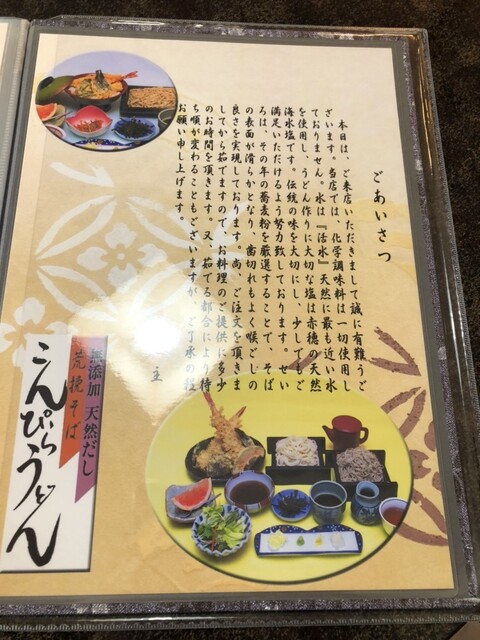 ごあいさつ
本日は、ご来店いただきまして誠に有難うご
ざいます。当店では、化学調味料は一切使用し
ておりません。水は『活水』天然に最も近い水
を使用し、うどん作りに大切な塩は赤穂の天然
海水塩です。伝統の味を大切にし、少しでもご
満足いただけるよう努力致しております。せい
ろは、その年の蕎麦粉を厳選することで、そば
の表面が滑らかとなり、歯切れもよく喉ごしの
良さを実現しております。尚、ご注文を頂きま
してから茹でますので、お料理のご提供に多少
のお時間を頂きます。又、茹でる都合により待
ち順が変わることもございますが、ご了承の程
お願い申し上げます。
主
無添加 天然だし
荒挽そば
こんぴらうどん